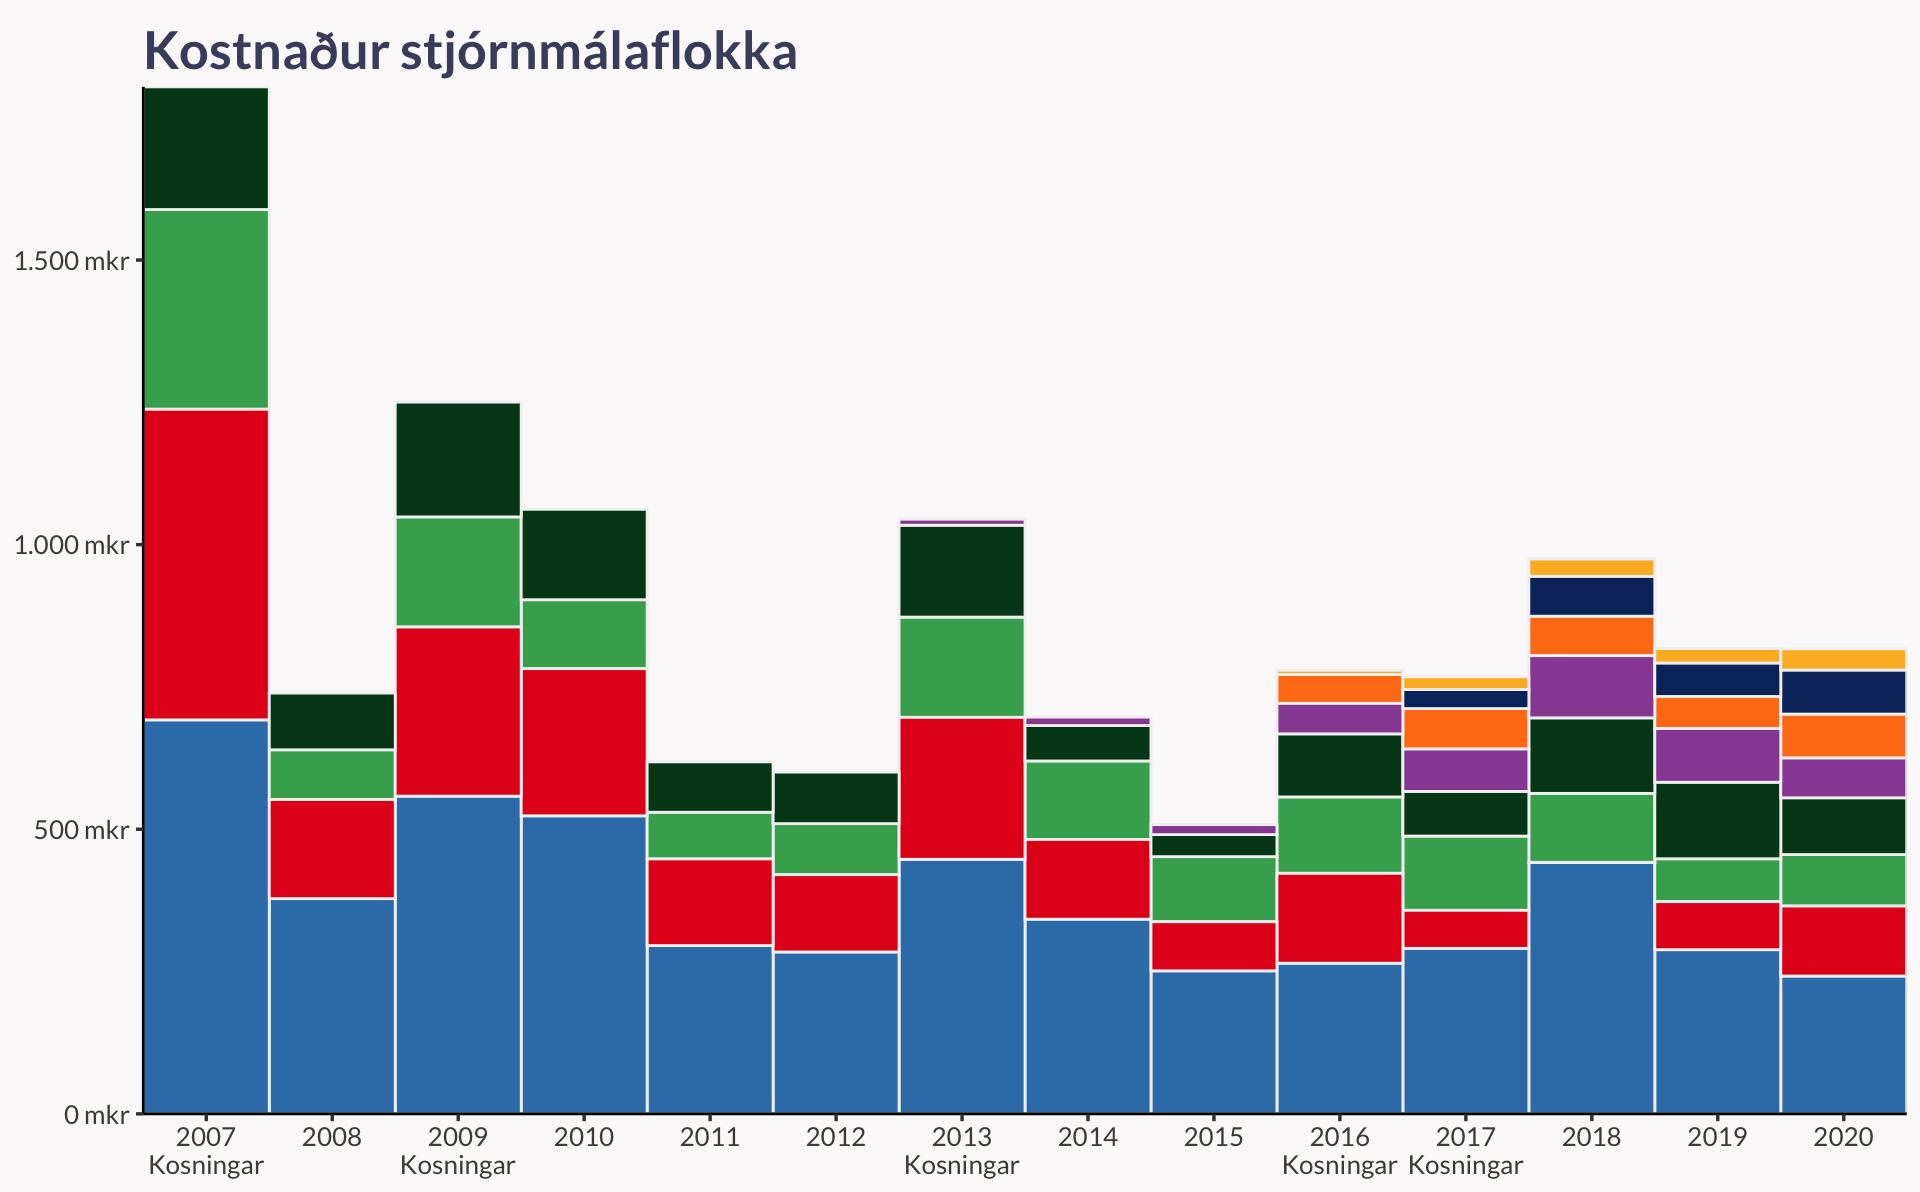 Kostnaður stjórnmálaflokka
1.500 mkr
1.000 mkr
500 mkr
0 mkr
2007 2008 2009 2010 2011 2012 2013 2014 2015 2016 2017 2018 2019 2020
Kosningar Kosningar Kosningar Kosningar Kosningar